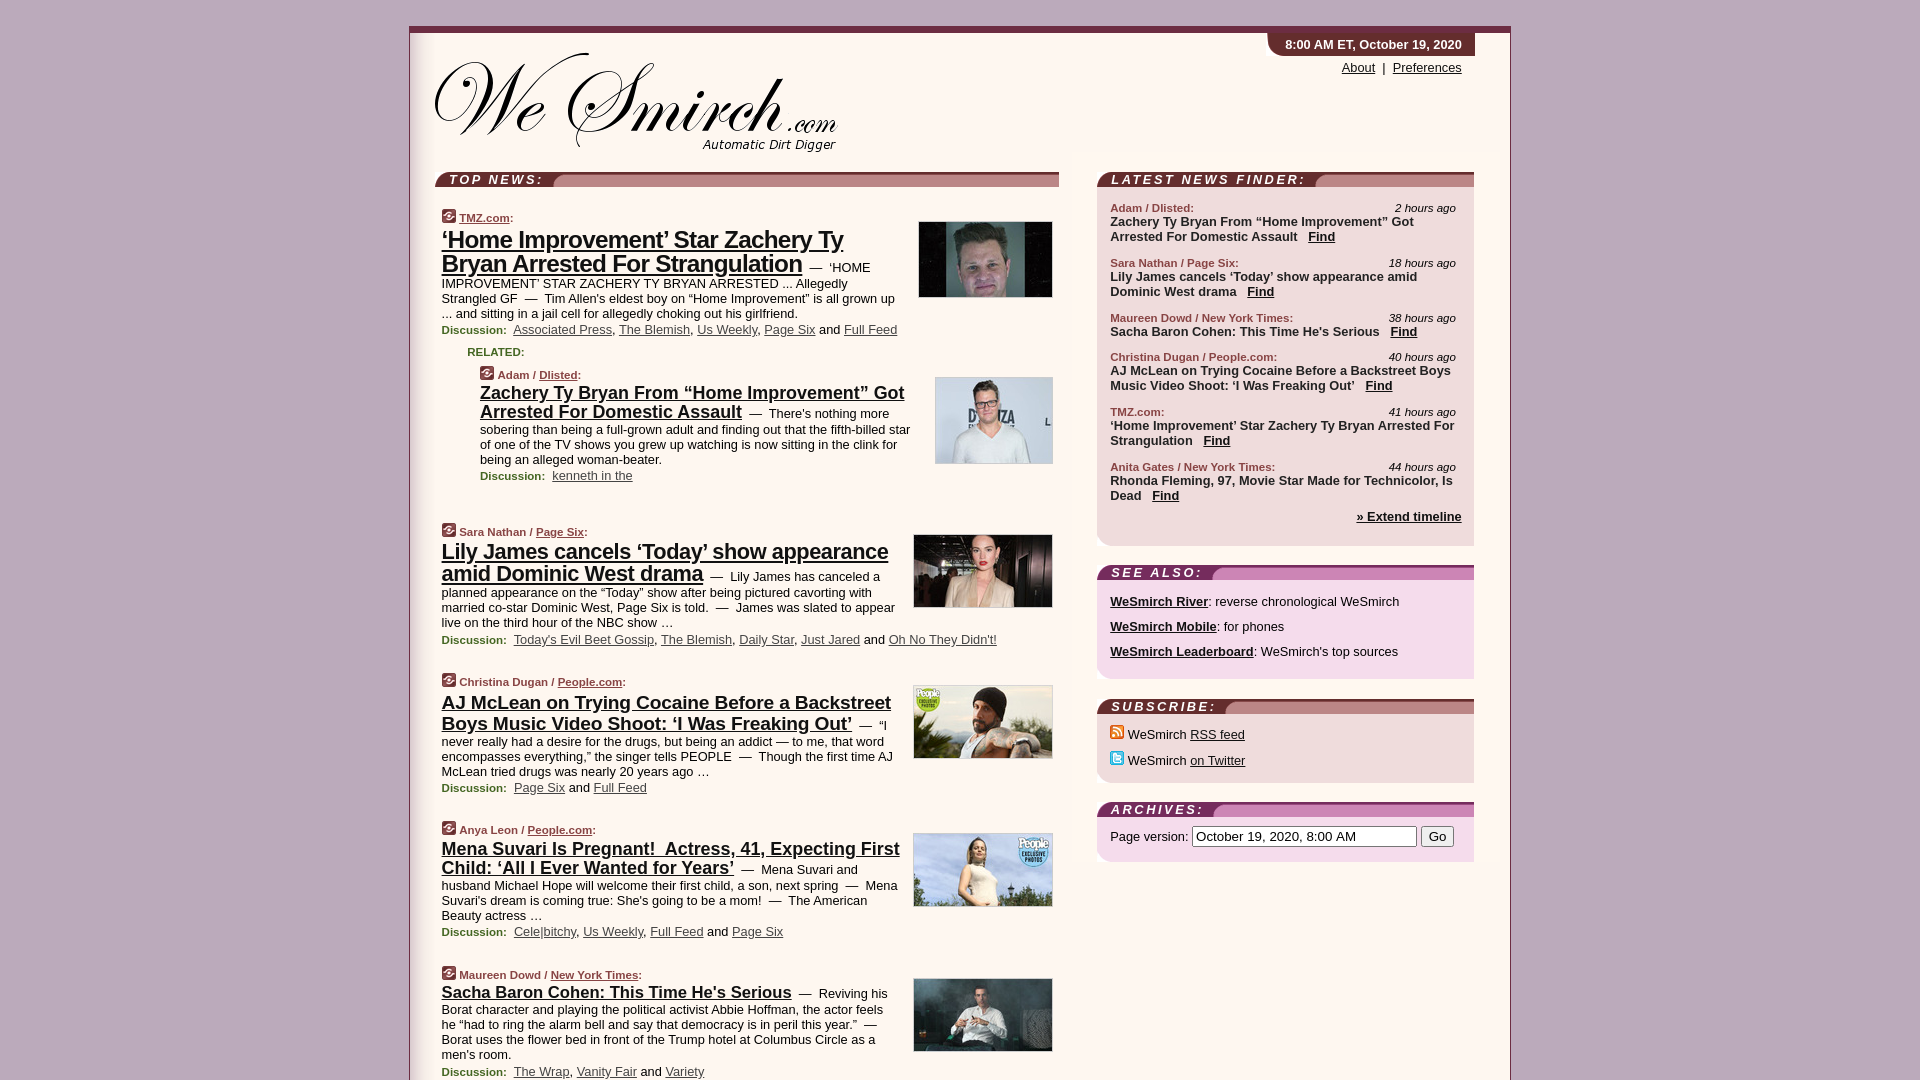 8:00 AM ET, October 19, 2020
About | Preferences
We Smirch .com
Automatic Dirt Digger
TOP NEWS:
TMZ.com:
‘Home Improvement’ Star Zachery Ty
Bryan Arrested For Strangulation — ‘HOME
IMPROVEMENT’ STAR ZACHERY TY BRYAN ARRESTED ... Allegedly
Strangled GF — Tim Allen's eldest boy on “Home Improvement” is all grown up
... and sitting in a jail cell for allegedly choking out his girlfriend.
Discussion: Associated Press, The Blemish, Us Weekly, Page Six and Full Feed
RELATED:
Adam / Dlisted:
Zachery Ty Bryan From “Home Improvement” Got
Arrested For Domestic Assault — There's nothing more
sobering than being a full-grown adult and finding out that the fifth-billed star
of one of the TV shows you grew up watching is now sitting in the clink for
being an alleged woman-beater.
Discussion: kenneth in the
Sara Nathan / Page Six:
Lily James cancels ‘Today’ show appearance
amid Dominic West drama — Lily James has canceled a
planned appearance on the “Today” show after being pictured cavorting with
married co-star Dominic West, Page Six is told. — James was slated to appear
live on the third hour of the NBC show …
Discussion: Today's Evil Beet Gossip, The Blemish, Daily Star, Just Jared and Oh No They Didn't!
Christina Dugan / People.com:
AJ McLean on Trying Cocaine Before a Backstreet
Boys Music Video Shoot: ‘I Was Freaking Out’ — “I
never really had a desire for the drugs, but being an addict — to me, that word
encompasses everything,” the singer tells PEOPLE — Though the first time AJ
McLean tried drugs was nearly 20 years ago …
Discussion: Page Six and Full Feed
People
EXCLUSIVE
PHOTOS
Anya Leon / People.com:
Mena Suvari Is Pregnant! Actress, 41, Expecting First
Child: ‘All I Ever Wanted for Years’ — Mena Suvari and
husband Michael Hope will welcome their first child, a son, next spring — Mena
Suvari's dream is coming true: She's going to be a mom! — The American
Beauty actress …
Discussion: Cele|bitchy, Us Weekly, Full Feed and Page Six
People
EXCLUSIVE
PHOTOS
Maureen Dowd / New York Times:
Sacha Baron Cohen: This Time He's Serious — Reviving his
Borat character and playing the political activist Abbie Hoffman, the actor feels
he “had to ring the alarm bell and say that democracy is in peril this year.” —
Borat uses the flower bed in front of the Trump hotel at Columbus Circle as a
men's room.
Discussion: The Wrap, Vanity Fair and Variety
LATEST NEWS FINDER:
Adam / Dlisted: 2 hours ago
Zachery Ty Bryan From “Home Improvement” Got
Arrested For Domestic Assault Find
Sara Nathan / Page Six: 18 hours ago
Lily James cancels ‘Today’ show appearance amid
Dominic West drama Find
Maureen Dowd / New York Times: 38 hours ago
Sacha Baron Cohen: This Time He's Serious Find
Christina Dugan / People.com: 40 hours ago
AJ McLean on Trying Cocaine Before a Backstreet Boys
Music Video Shoot: ‘I Was Freaking Out’ Find
TMZ.com: 41 hours ago
‘Home Improvement’ Star Zachery Ty Bryan Arrested For
Strangulation Find
Anita Gates / New York Times: 44 hours ago
Rhonda Fleming, 97, Movie Star Made for Technicolor, Is
Dead Find
» Extend timeline
SEE ALSO:
WeSmirch River: reverse chronological WeSmirch
WeSmirch Mobile: for phones
WeSmirch Leaderboard: WeSmirch's top sources
SUBSCRIBE:
WeSmirch RSS feed
WeSmirch on Twitter
ARCHIVES:
Page version: October 19, 2020, 8:00 AM Go